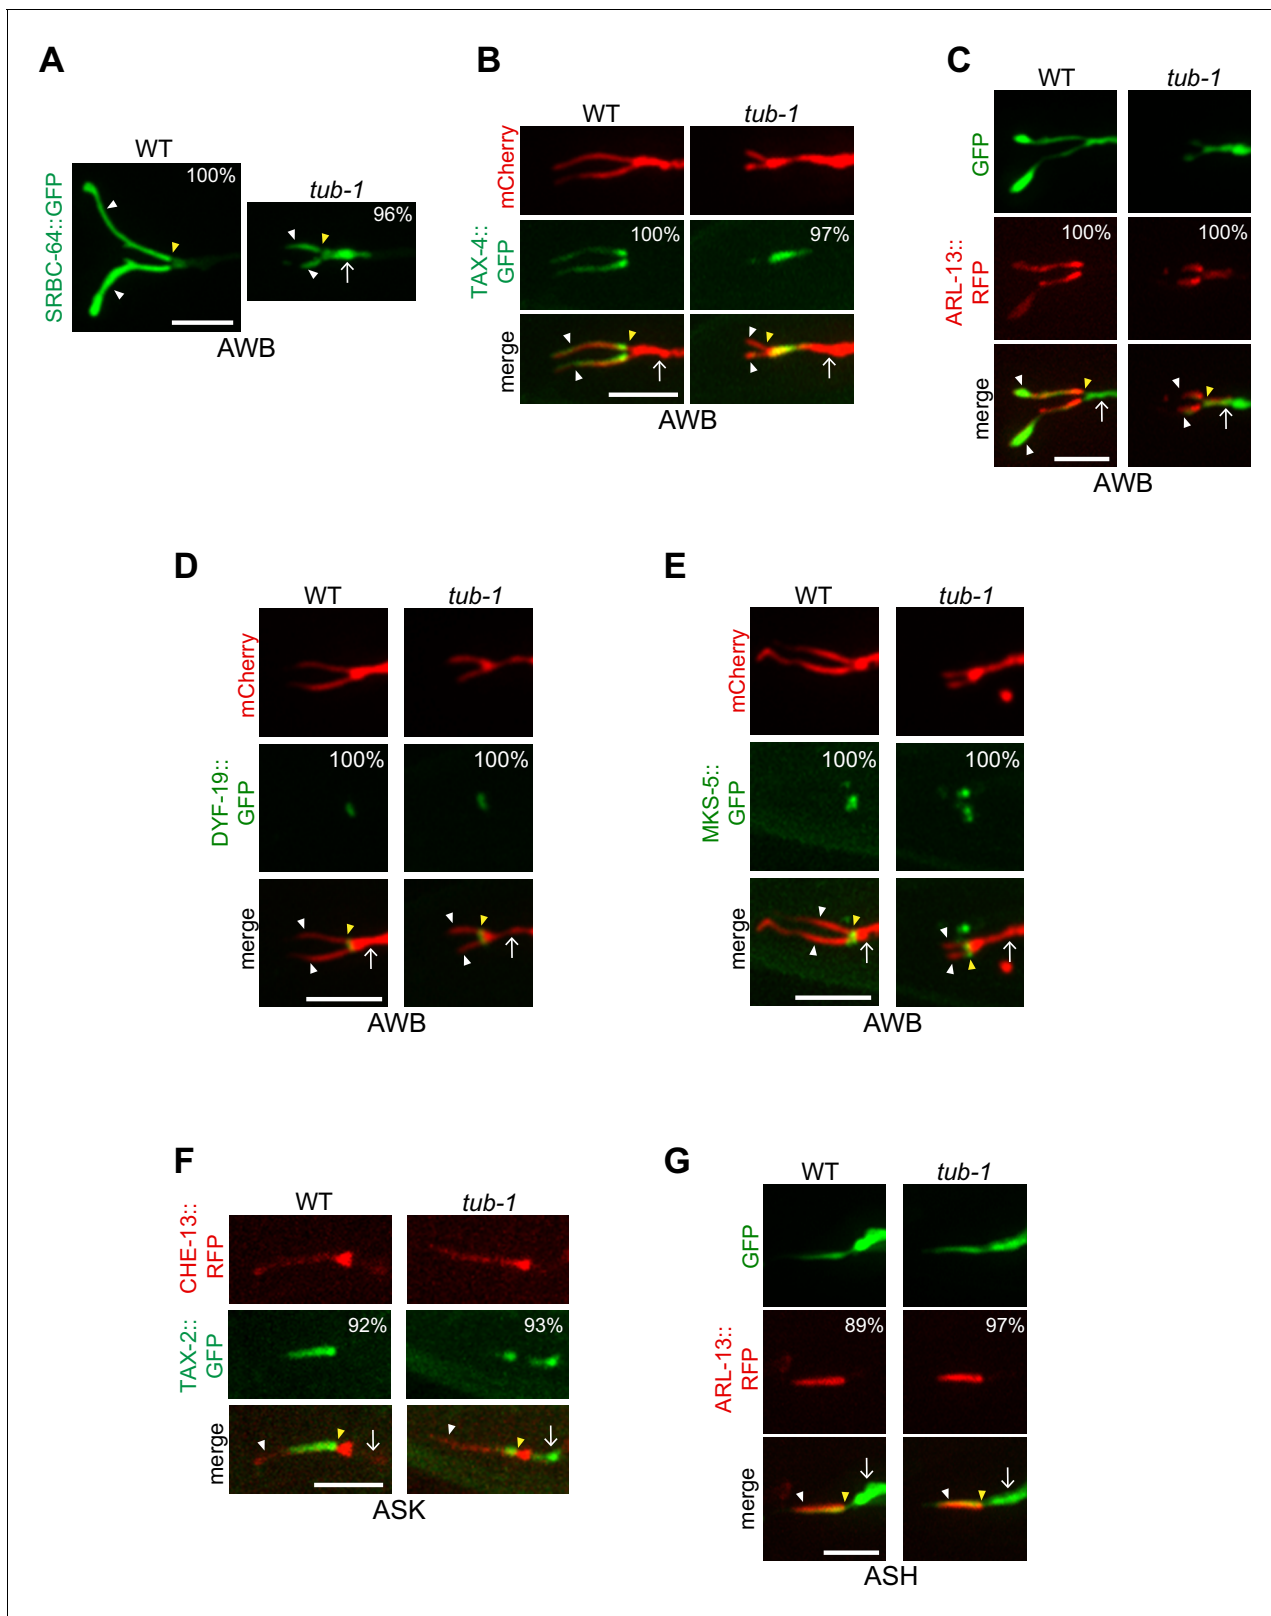 A
WT
tub-1
SRBC-64::GFP
100%
96%
AWB
B
WT
tub-1
mCherry
TAX-4::
GFP
100%
97%
merge
AWB
C
WT
tub-1
GFP
ARL-13::
RFP
100%
100%
merge
AWB
D
WT
tub-1
mCherry
DYF-19::
GFP
100%
100%
merge
AWB
E
WT
tub-1
mCherry
MKS-5::
GFP
100%
100%
merge
AWB
F
WT
tub-1
CHE-13::
RFP
TAX-2::
GFP
92%
93%
merge
ASK
G
WT
tub-1
GFP
ARL-13::
RFP
89%
97%
merge
ASH